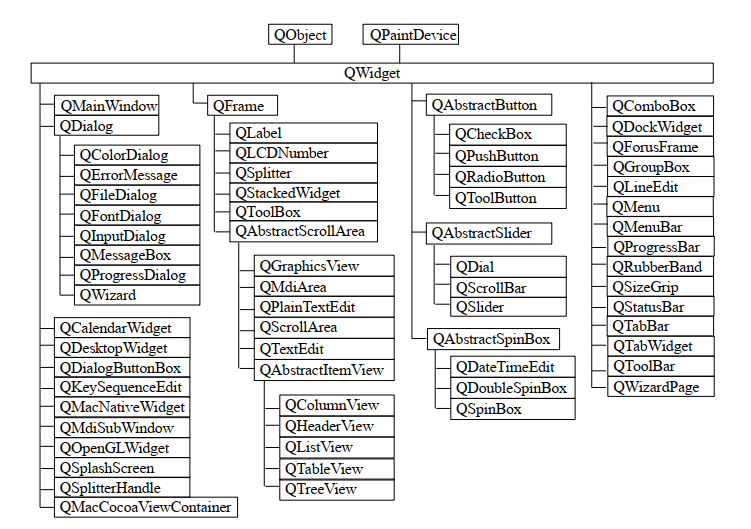 QObject
QPaintDevice
QWidget
QMainWindow
QDialog
QColorDialog
QErrorMessage
QFileDialog
QFontDialog
QInputDialog
QMessageBox
QProgressDialog
QWizard
QCalendarWidget
QDesktopWidget
QDialogButtonBox
QKeySequenceEdit
QMacNativeWidget
QMdiSubWindow
QOpenGLWidget
QSplashScreen
QSplitterHandle
QMacCocoaViewContainer
QFrame
QLabel
QLCDNumber
QSplitter
QStackedWidget
QToolBox
QAbstractScrollArea
QGraphicsView
QMdiArea
QPlainTextEdit
QScrollArea
QTextEdit
QAbstractItemView
QColumnView
QHeaderView
QListView
QTableView
QTreeView
QAbstractButton
QCheckBox
QPushButton
QRadioButton
QToolButton
QAbstractSlider
QDial
QScrollBar
QSlider
QAbstractSpinBox
QDateTimeEdit
QDoubleSpinBox
QSpinBox
QComboBox
QDockWidget
QForusFrame
QGroupBox
QLineEdit
QMenu
QMenuBar
QProgressBar
QRubberBand
QSizeGrip
QStatusBar
QTabBar
QTabWidget
QToolBar
QWizardPage